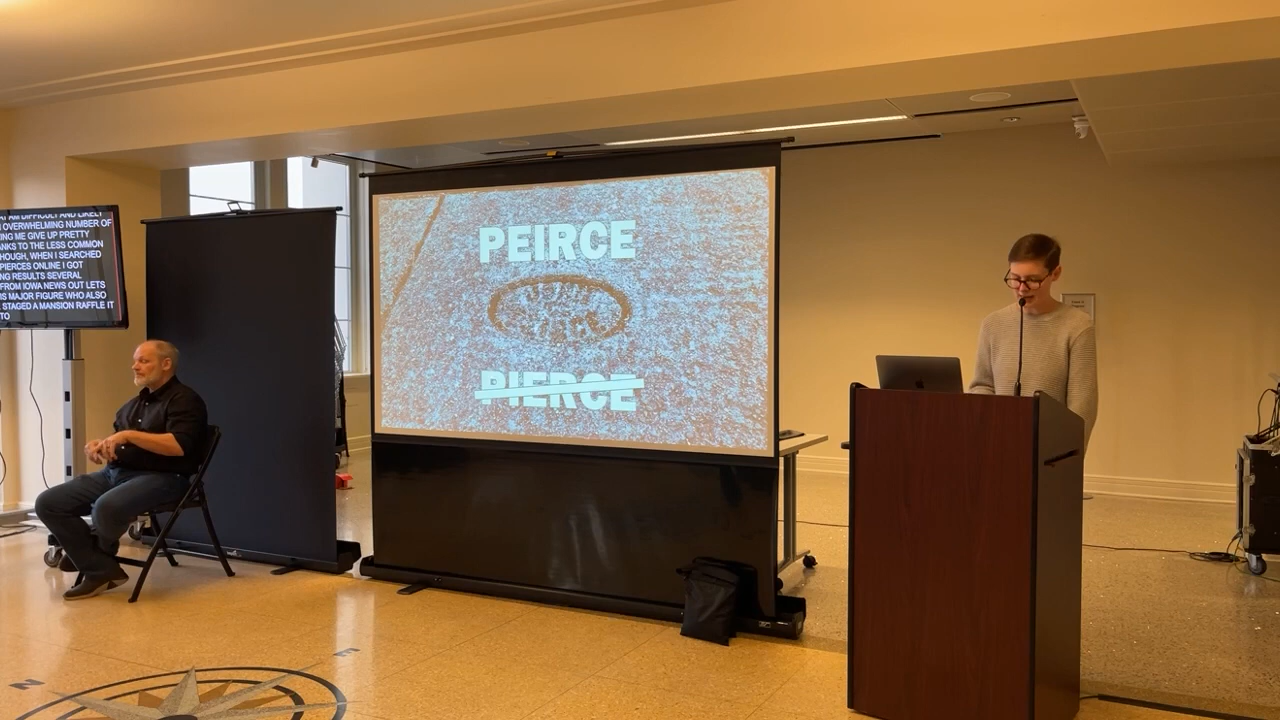 AM DIFFICULT AND LIKELY
OVERWHELMING NUMBER OF
ING ME GIVE UP PRETTY
ANKS TO THE LESS COMMON
HOUGH, WHEN I SEARCHED
PIERCES ONLINE I GOT
NG RESULTS SEVERAL
FROM IOWA NEWS OUT LETS
IS MAJOR FIGURE WHO ALSO
STAGED A MANSION RAFFLE IT
TO
PEIRCE
PIERCE
N
E